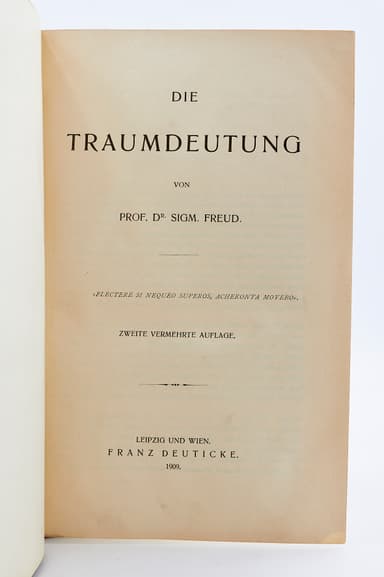 DIE
TRAUMDEUTUNG
VON
PROF. DR. SIGM. FREUD.
»FLECTERE SI NEQUEO SUPEROS, ACHERONTA MOVEBO«.
ZWEITE VERMEHRTE AUFLAGE.
LEIPZIG UND WIEN.
FRANZ DEUTICKE.
1909.